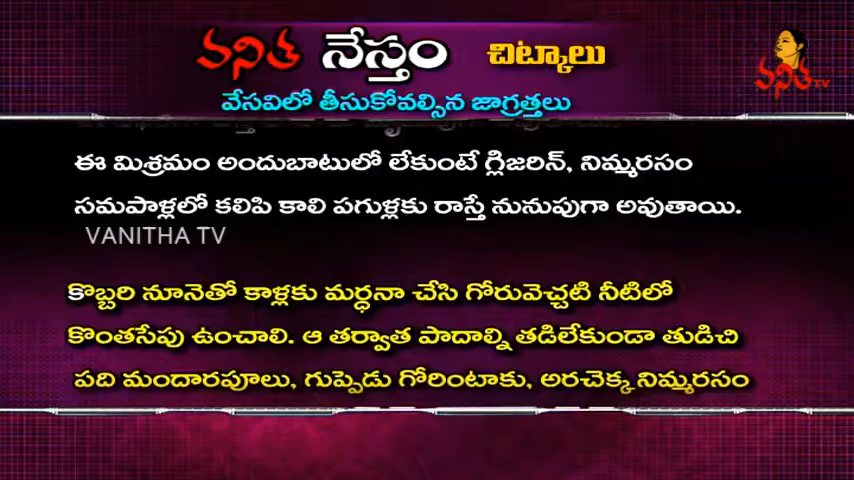 వనిత నేస్తం చిట్కాలు
వనిత TV
వేసవిలో తీసుకోవల్సిన జాగ్రత్తలు
ఈ మిశ్రమం అందుబాటులో లేకుంటే గ్లిజరిన్, నిమ్మరసం
సమపాళ్లలో కలిపి కాలి పగుళ్లకు రాస్తే నునుపుగా అవుతాయి.
VANITHA TV
కొబ్బరి నూనెతో కాళ్లకు మర్ధనా చేసి గోరువెచ్చటి నీటిలో
కొంతసేపు ఉంచాలి. ఆ తర్వాత పాదాల్ని తడిలేకుండా తుడిచి
పది మందారపూలు, గుప్పెడు గోరింటాకు, అరచెక్క నిమ్మరసం